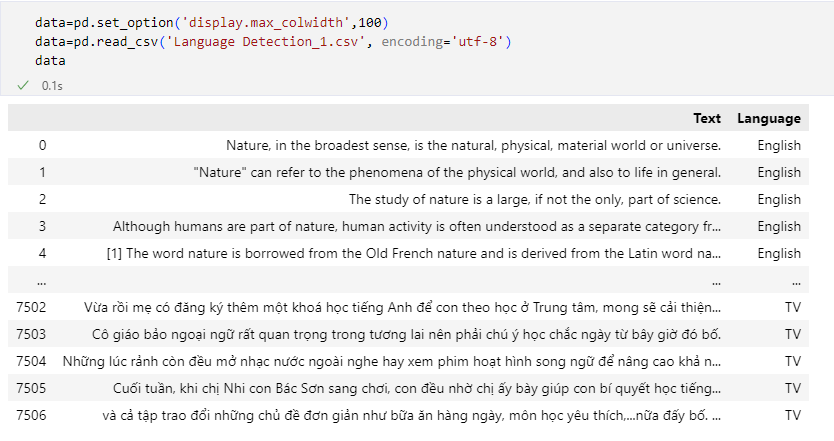 data=pd.set_option('display.max_colwidth',100)
data=pd.read_csv('Language Detection_1.csv', encoding='utf-8')
data
0.1s
Text Language
0 Nature, in the broadest sense, is the natural, physical, material world or universe. English
1 "Nature" can refer to the phenomena of the physical world, and also to life in general. English
2 The study of nature is a large, if not the only, part of science. English
3 Although humans are part of nature, human activity is often understood as a separate category fr... English
4 [1] The word nature is borrowed from the Old French nature and is derived from the Latin word na... English
... ... ...
7502 Vừa rồi mẹ có đăng ký thêm một khoá học tiếng Anh để con theo học ở Trung tâm, mong sẽ cải thiện... TV
7503 Cô giáo bảo ngoại ngữ rất quan trọng trong tương lai nên phải chú ý học chắc ngày từ bây giờ đó bố. TV
7504 Những lúc rảnh còn đều mở nhạc nước ngoài nghe hay xem phim hoạt hình song ngữ để nâng cao khả n... TV
7505 Cuối tuần, khi chị Nhi con Bác Sơn sang chơi, con đều nhờ chị ấy bày giúp con bí quyết học tiếng... TV
7506 và cả tập trao đổi những chủ đề đơn giản như bữa ăn hàng ngày, môn học yêu thích,...nữa đấy bố. ... TV